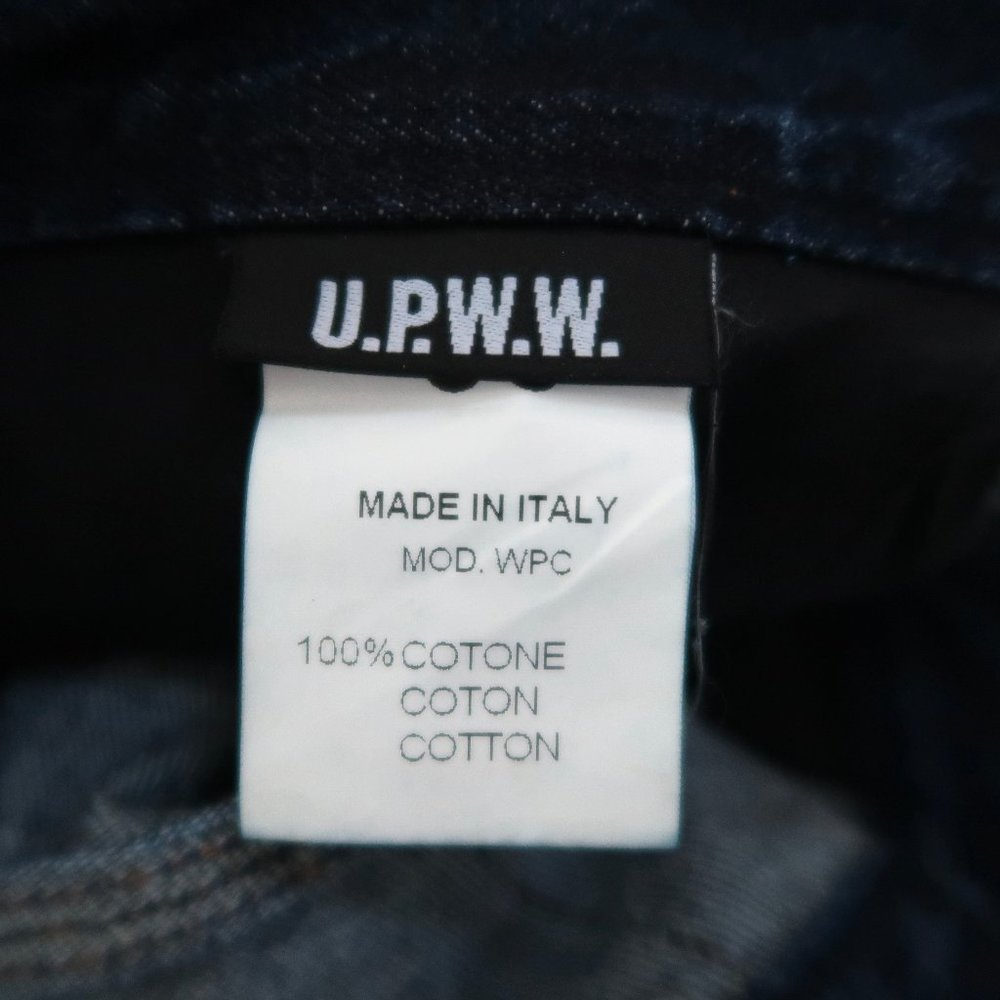 U.P.W.W.
MADE IN ITALY
MOD. WPC
100% COTONE
COTON
COTTON